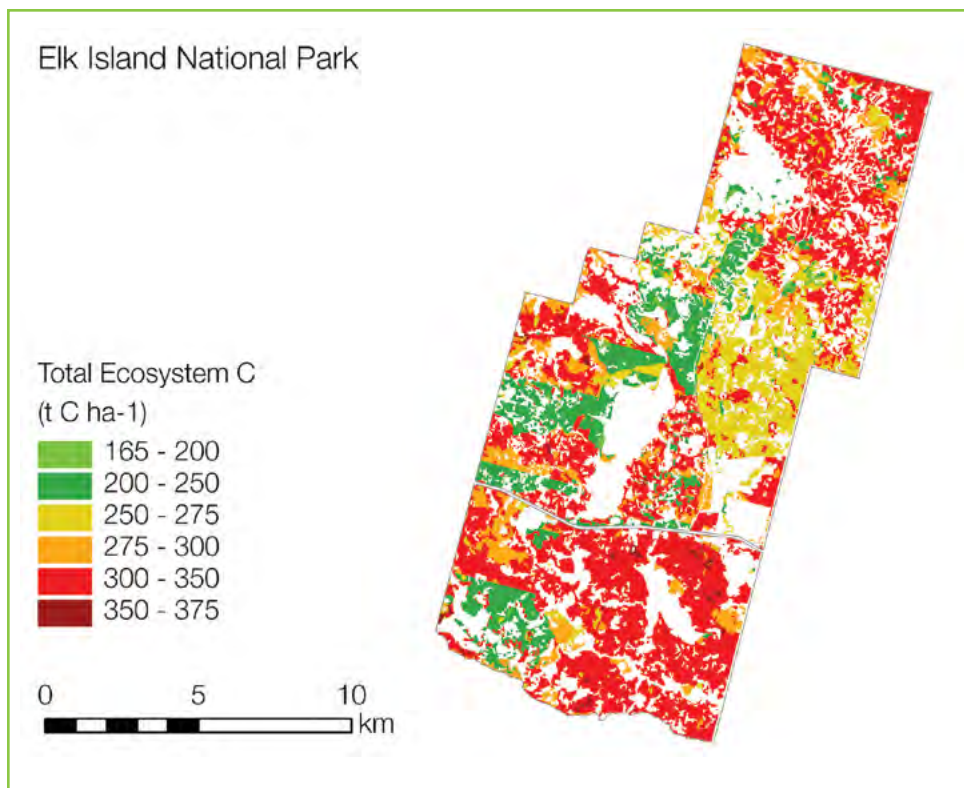 Elk Island National Park
Total Ecosystem C
(t C ha-1)
165 - 200
200 - 250
250 - 275
275 - 300
300 - 350
350 - 375
0 5 10
km